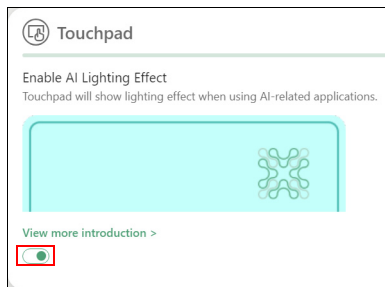 Touchpad
Enable AI Lighting Effect
Touchpad will show lighting effect when using AI-related applications.
View more introduction >